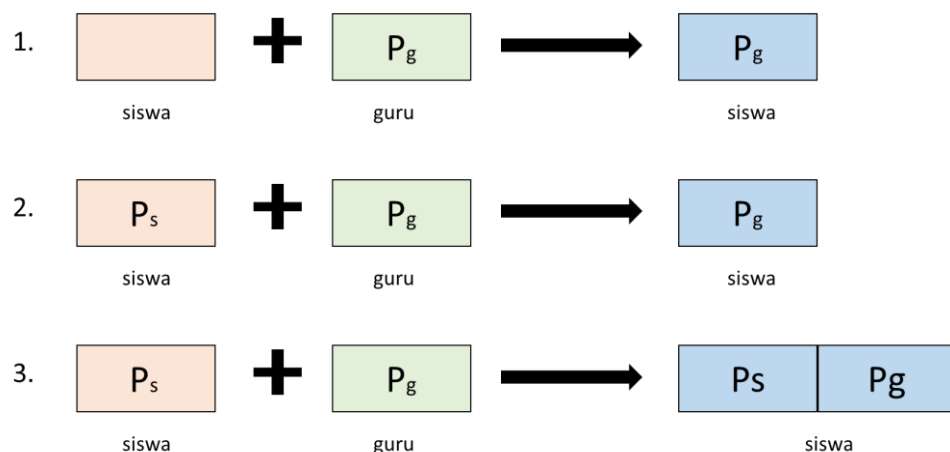 1. + Pg → Pg
siswa guru siswa
2. Ps + Pg → Pg
siswa guru siswa
3. Ps + Pg → Ps Pg
siswa guru siswa